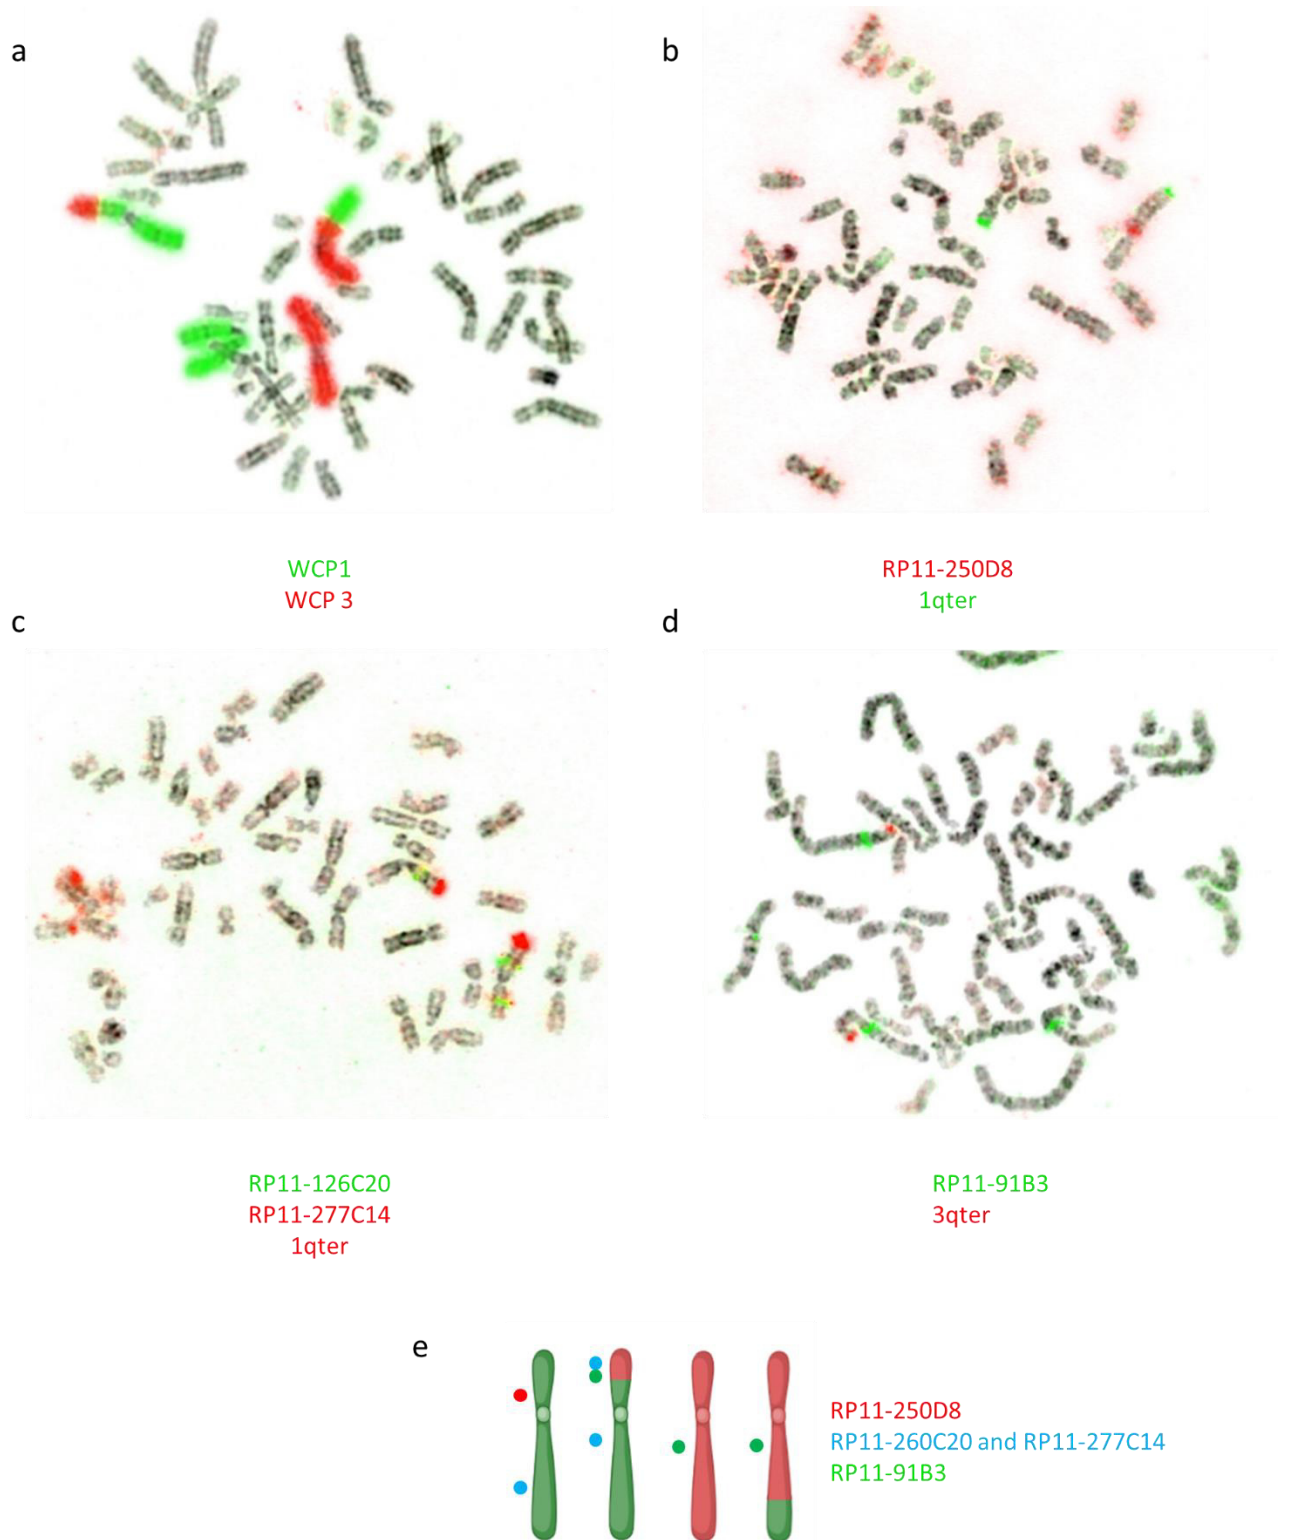 a
b
WCP1
WCP 3
RP11-250D8
1qter
c
d
RP11-126C20
RP11-277C14
1qter
RP11-91B3
3qter
e
RP11-250D8
RP11-260C20 and RP11-277C14
RP11-91B3